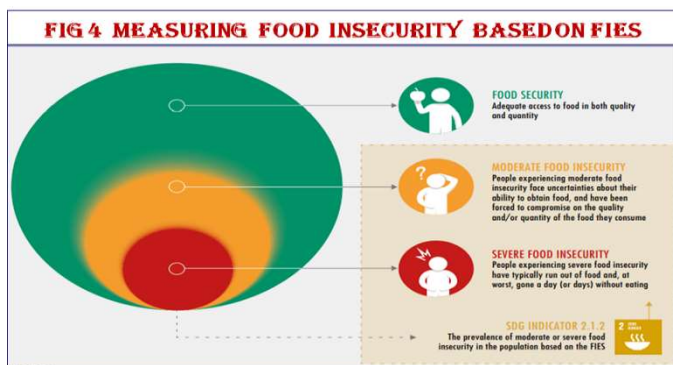 FIG 4 MEASURING FOOD INSECURITY BASED ON FIES
FOOD SECURITY
Adequate access to food in both quality
and quantity
?
MODERATE FOOD INSECURITY
People experiencing moderate food
insecurity face uncertainties about their
ability to obtain food, and have been
forced to compromise on the quality
and/or quantity of the food they consume
SEVERE FOOD INSECURITY
People experiencing severe food insecurity
have typically run out of food and, at
worst, gone a day (or days) without eating
SDG INDICATOR 2.1.2
The prevalence of moderate or severe food
insecurity in the population based on the FIES
2